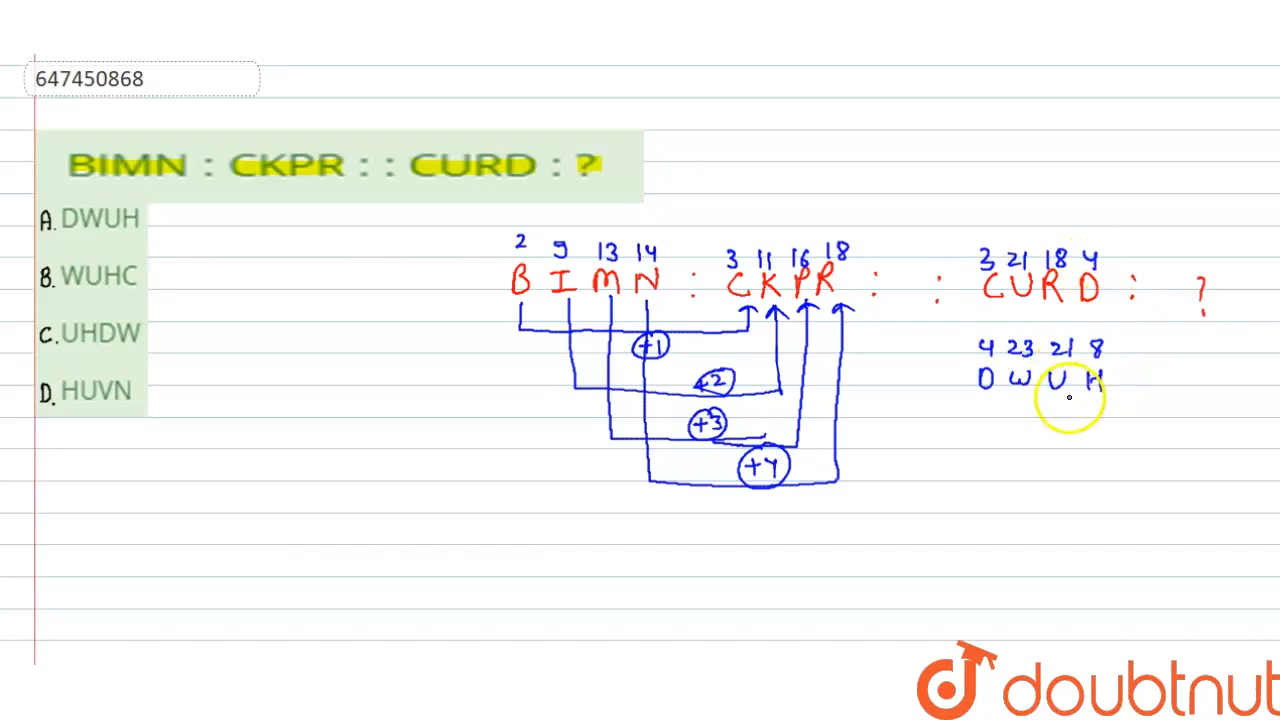 647450868
BIMN : CKPR : : CURD : ?
A. DWUH
B. WUHC
C. UHDW
D. HUVN
2 9 13 14 3 11 16 18 3 21 18 4
B I M N : C K P R : : C U R D : ?
+1
4 23 21 8
+2
D W U H
+3
+4
doubtnut